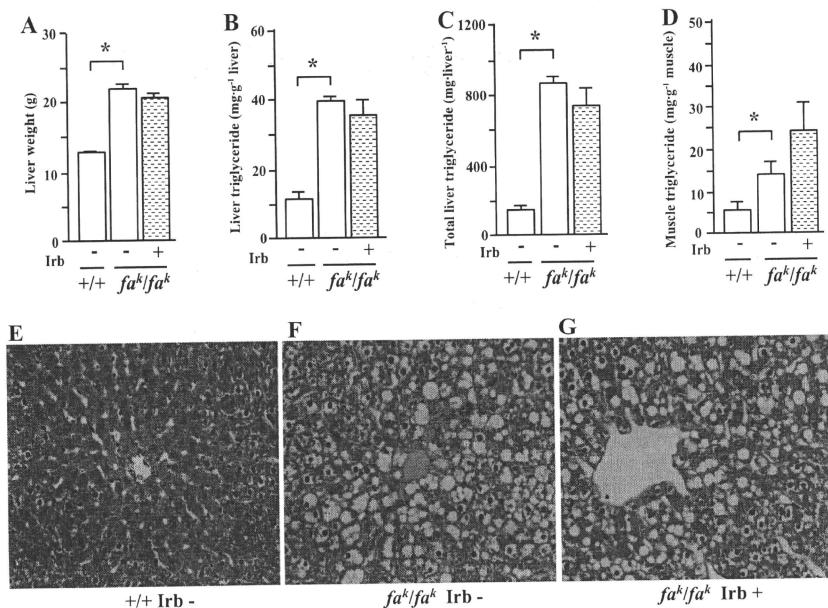 A
Liver weight (g)
30
20
10
0
*
Irb - - +
+/+ faᵏ/faᵏ
B
Liver triglyceride (mg·g⁻¹ liver)
60
40
20
0
*
Irb - - +
+/+ faᵏ/faᵏ
C
Total liver triglyceride (mg·liver⁻¹)
1200
800
400
0
*
Irb - - +
+/+ faᵏ/faᵏ
D
Muscle triglyceride (mg·g⁻¹ muscle)
50
40
30
20
15
10
5
0
*
Irb - - +
+/+ faᵏ/faᵏ
E
+/+ Irb -
F
faᵏ/faᵏ Irb -
G
faᵏ/faᵏ Irb +